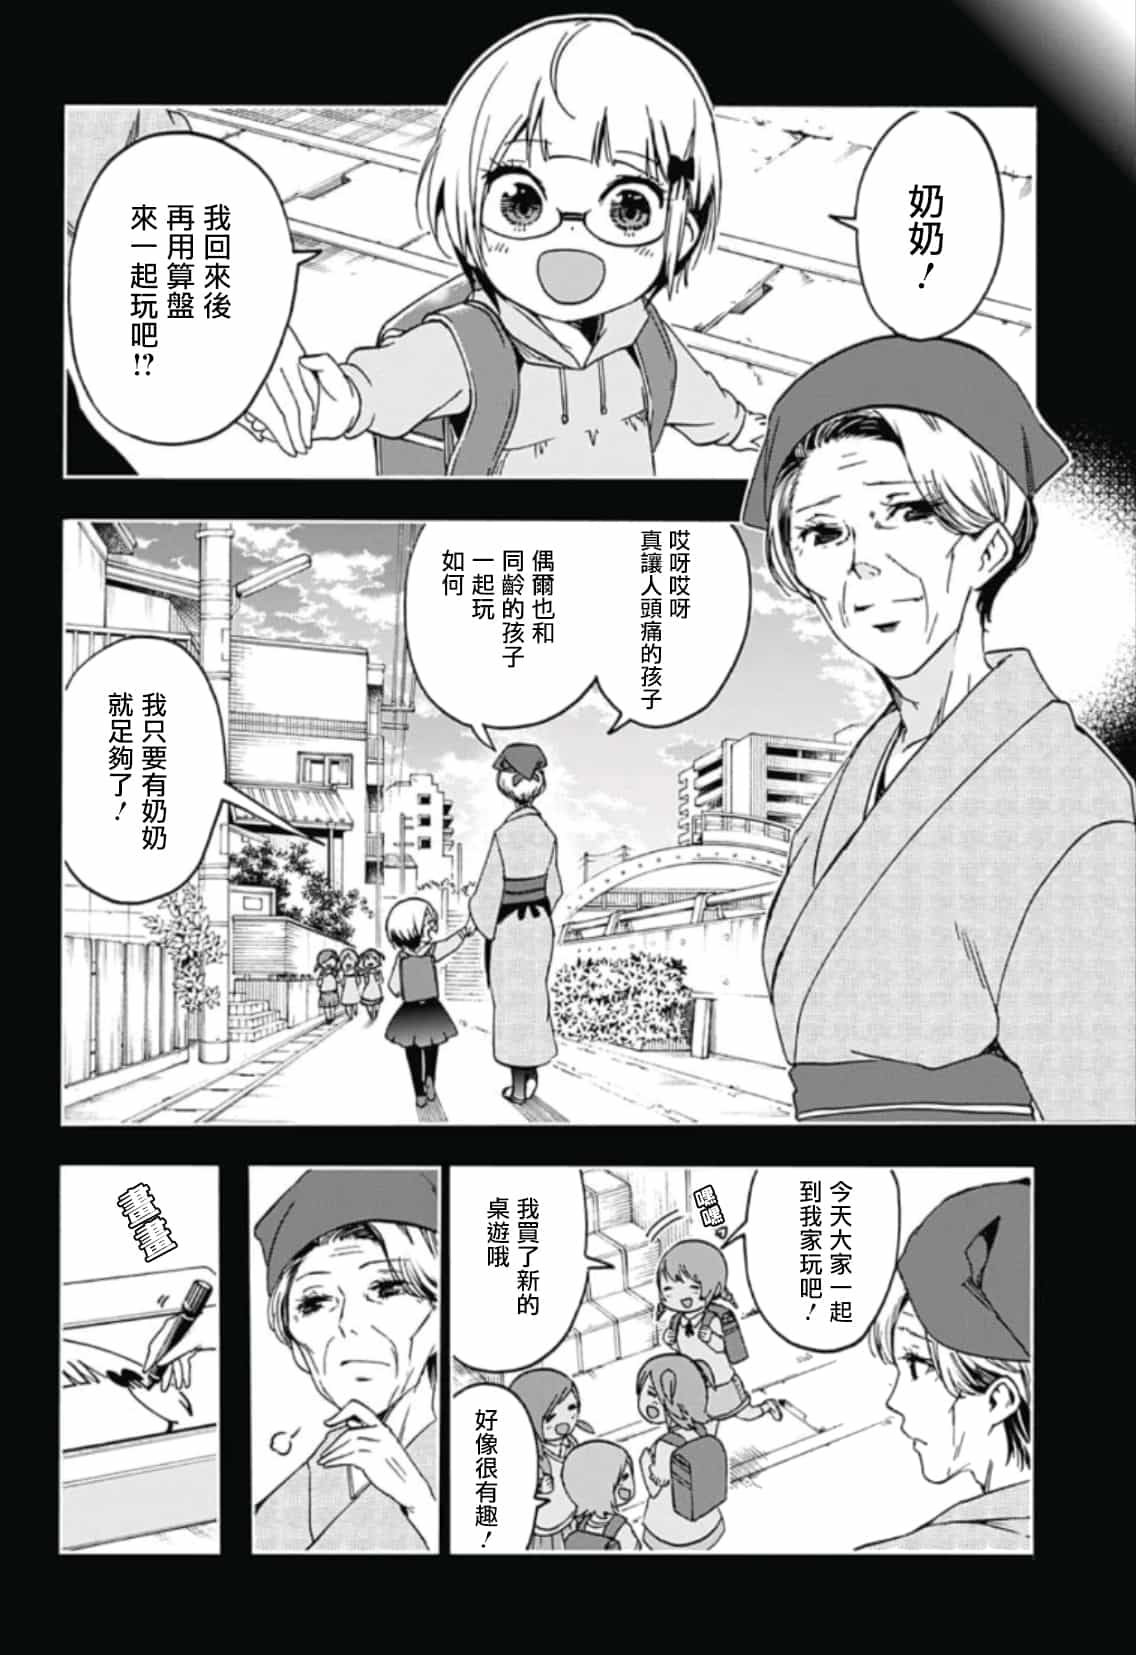 奶奶！
我回來後
再用算盤
來一起玩吧!?
哎呀哎呀
真讓人頭痛的孩子
偶爾也和
同齡的孩子
一起玩
如何
我只要有奶奶
就足夠了！
今天大家一起
到我家玩吧！
嘿嘿
我買了新的
桌遊哦
好像很有趣！
畫畫